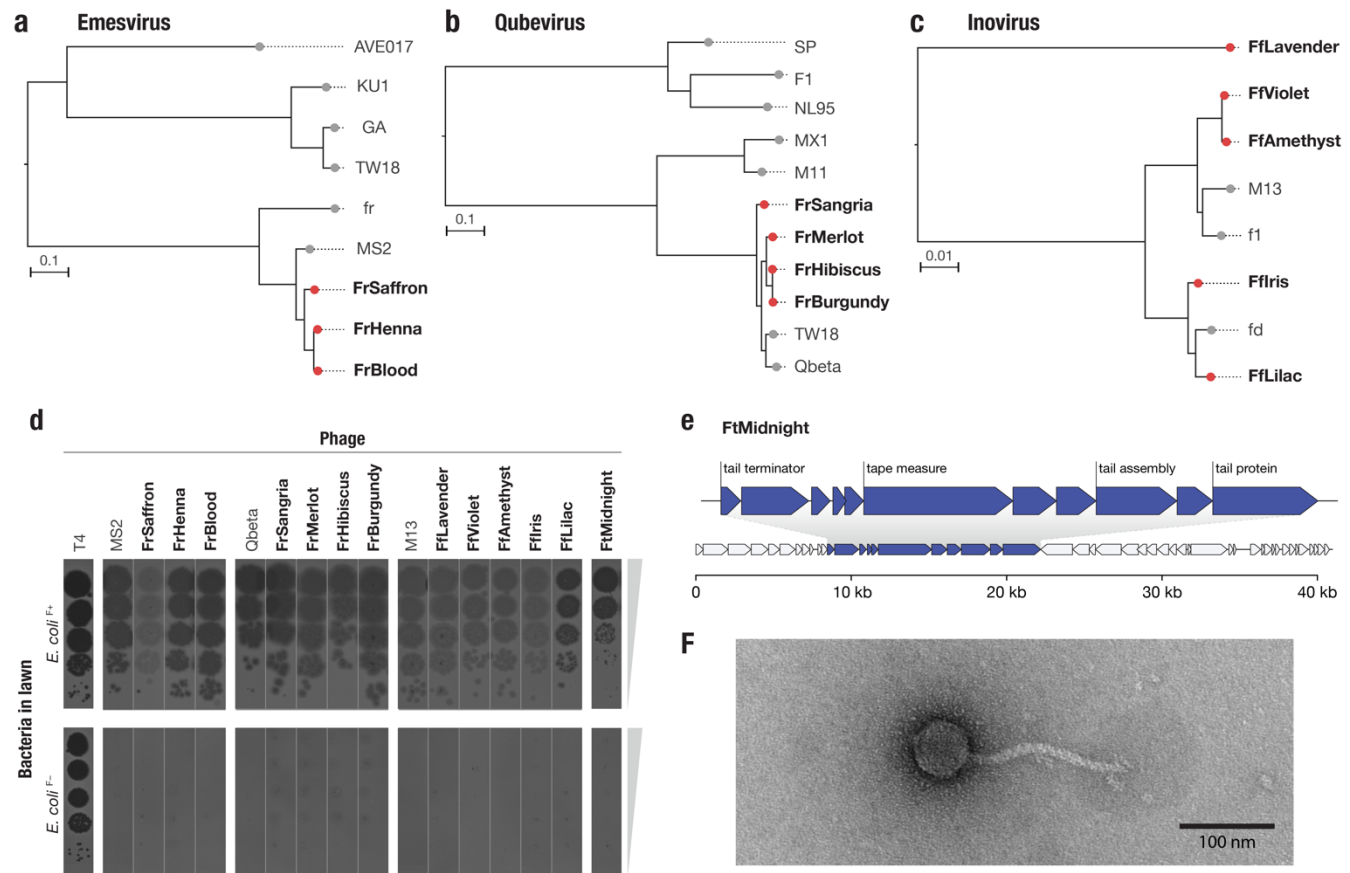 a Emesvirus
AVE017
KU1
GA
TW18
fr
MS2
FrSaffron
FrHenna
FrBlood
0.1
b Qubevirus
SP
F1
NL95
MX1
M11
FrSangria
FrMerlot
FrHibiscus
FrBurgundy
TW18
Qbeta
0.1
c Inovirus
FfLavender
FfViolet
FfAmethyst
M13
f1
FfIris
fd
FfLilac
0.01
d
Phage
T4
MS2
FrSaffron
FrHenna
FrBlood
Qbeta
FrSangria
FrMerlot
FrHibiscus
FrBurgundy
M13
FfLavender
FfViolet
FfAmethyst
FfIris
FfLilac
FtMidnight
Bacteria in lawn
E. coli F+
E. coli F–
e FtMidnight
tail terminator
tape measure
tail assembly
tail protein
0 10 kb 20 kb 30 kb 40 kb
F
100 nm